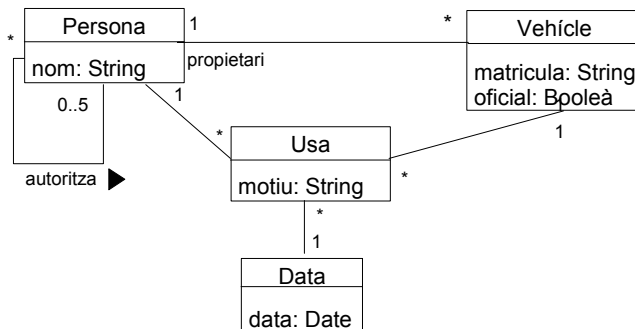 Persona
nom: String
*
0..5
autoritza
1
propietari
*
Vehícle
matricula: String
oficial: Booleà
1
*
1
*
Usa
motiu: String
*
1
Data
data: Date